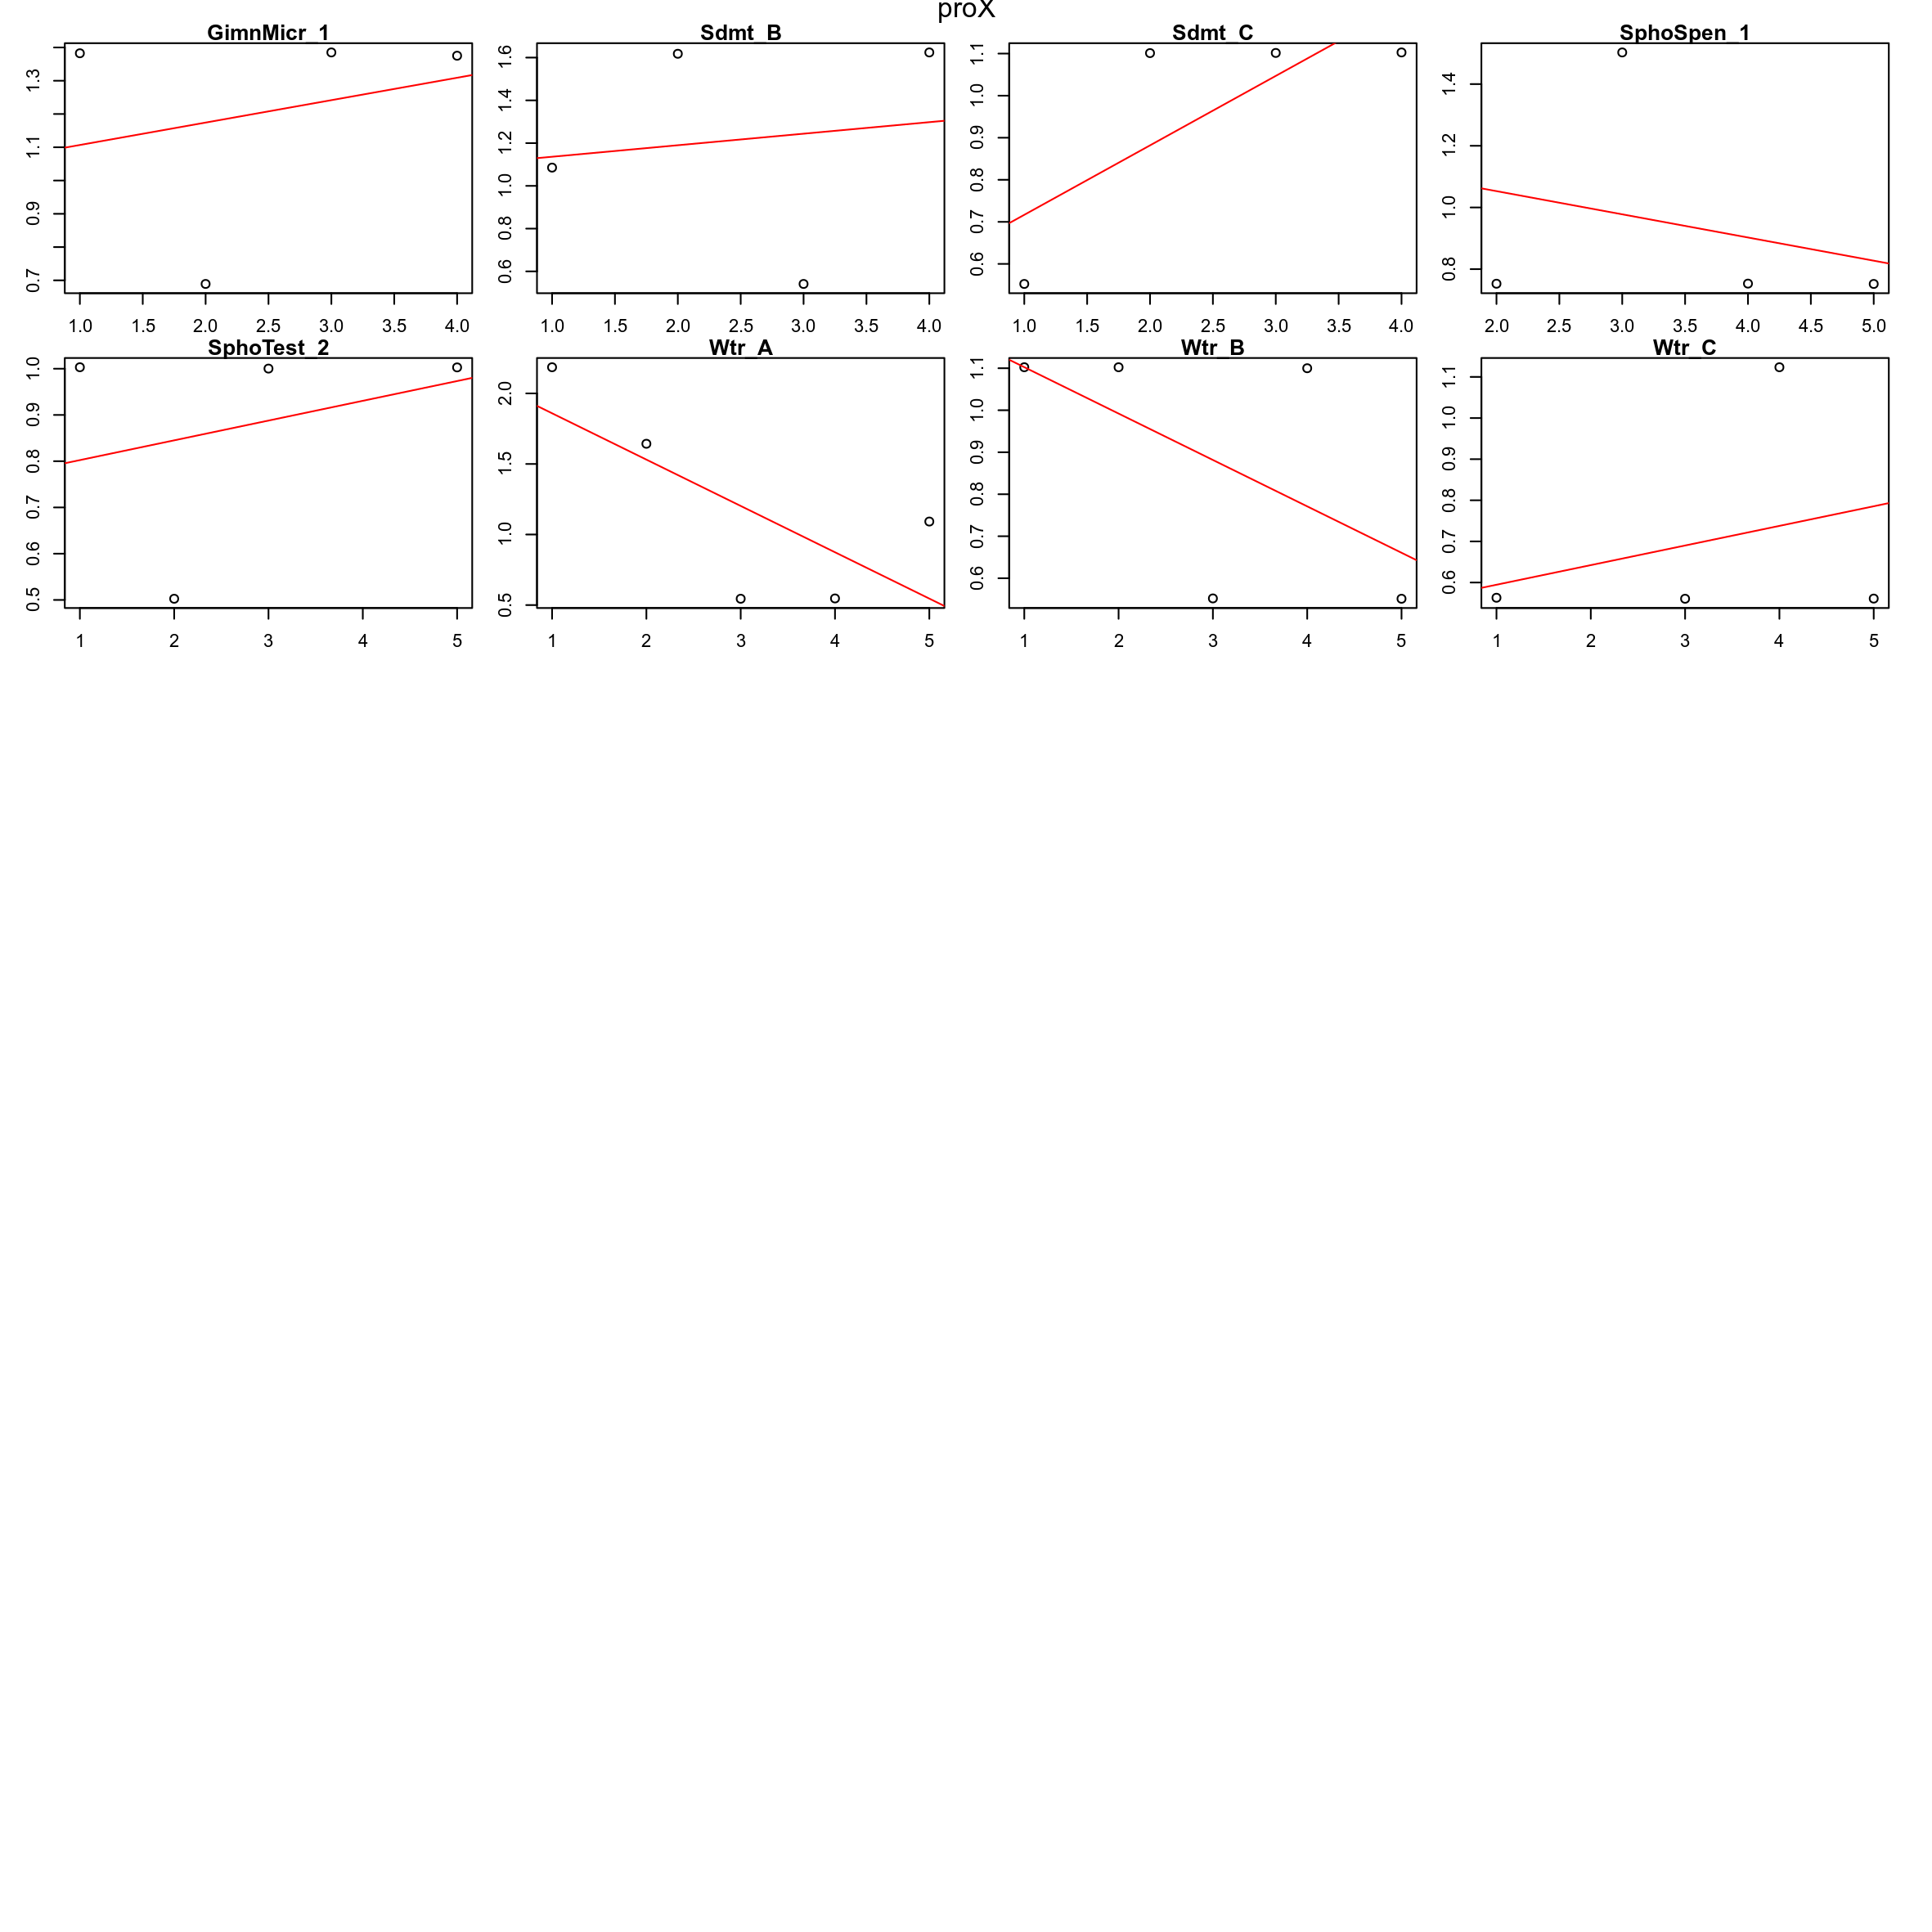 proX
GimnMicr_1 Sdmt_B Sdmt_C SphoSpen_1
0.7 0.9 1.1 1.3
1.0 1.5 2.0 2.5 3.0 3.5 4.0
0.6 0.8 1.0 1.2 1.4 1.6
1.0 1.5 2.0 2.5 3.0 3.5 4.0
0.6 0.7 0.8 0.9 1.0 1.1
1.0 1.5 2.0 2.5 3.0 3.5 4.0
0.8 1.0 1.2 1.4
2.0 2.5 3.0 3.5 4.0 4.5 5.0
SphoTest_2 Wtr_A Wtr_B Wtr_C
0.5 0.6 0.7 0.8 0.9 1.0
1 2 3 4 5
0.5 1.0 1.5 2.0
1 2 3 4 5
0.6 0.7 0.8 0.9 1.0 1.1
1 2 3 4 5
0.6 0.7 0.8 0.9 1.0 1.1
1 2 3 4 5